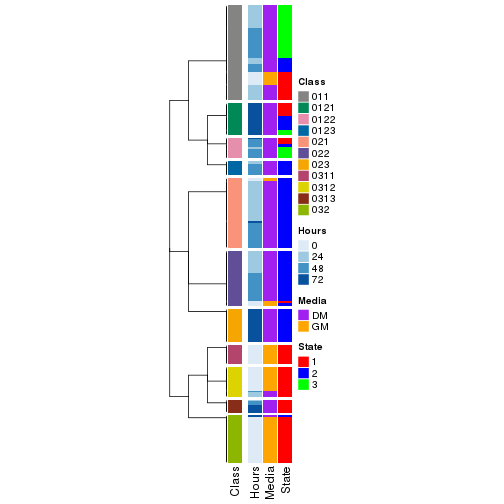 Class
011
0121
0122
0123
021
022
023
0311
0312
0313
032
Hours
0
24
48
72
Media
DM
GM
State
1
2
3
Class
Hours
Media
State